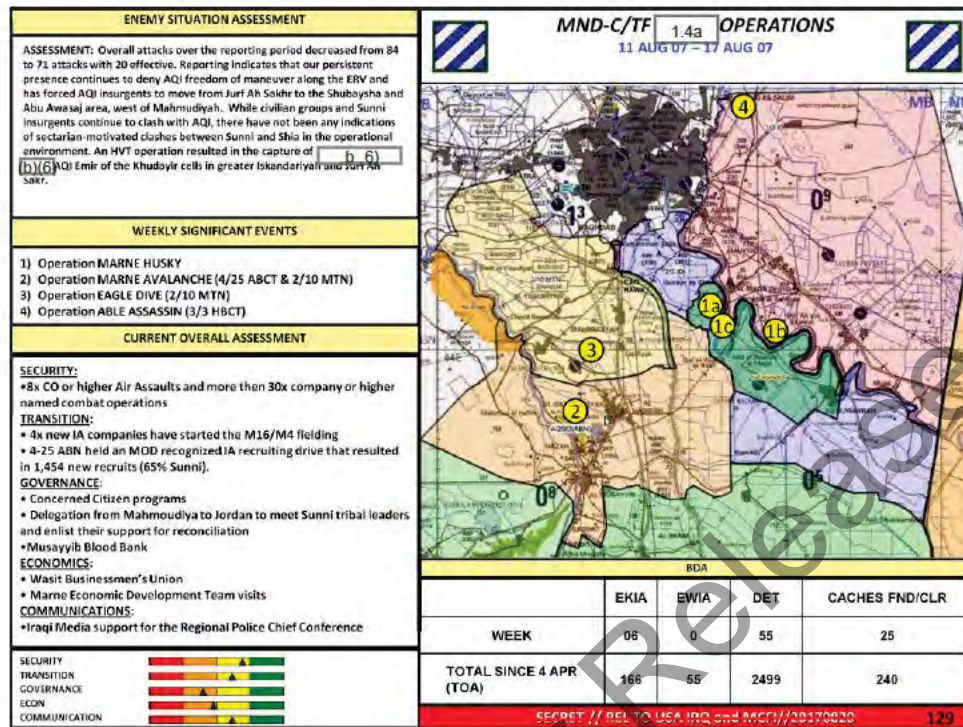 ENEMY SITUATION ASSESSMENT
ASSESSMENT: Overall attacks over the reporting period decreased from 84
to 71 attacks with 20 effective. Reporting indicates that our persistent
presence continues to deny AQI freedom of maneuver along the ERV and
has forced AQI insurgents to move from Jurf Ah Sakhr to the Shubaysha and
Abu Awasaj area, west of Mahmudiyah. While civilian groups and Sunni
insurgents continue to clash with AQI, there have not been any indications
of sectarian-motivated clashes between Sunni and Shia in the operational
environment. An HVT operation resulted in the capture of b 6)
(b)(6) AQI Emir of the Khudayir cells in greater Iskandariyah and Jurf Ah
Sakr.
WEEKLY SIGNIFICANT EVENTS
1) Operation MARNE HUSKY
2) Operation MARNE AVALANCHE (4/25 ABCT & 2/10 MTN)
3) Operation EAGLE DIVE (2/10 MTN)
4) Operation ABLE ASSASSIN (3/3 HBCT)
CURRENT OVERALL ASSESSMENT
SECURITY:
•8x CO or higher Air Assaults and more then 30x company or higher
named combat operations
TRANSITION:
• 4x new IA companies have started the M16/M4 fielding
• 4-25 ABN held an MOD recognized IA recruiting drive that resulted
in 1,454 new recruits (65% Sunni).
GOVERNANCE:
• Concerned Citizen programs
• Delegation from Mahmoudiya to Jordan to meet Sunni tribal leaders
and enlist their support for reconciliation
•Musayyib Blood Bank
ECONOMICS:
• Wasit Businessmen's Union
• Marne Economic Development Team visits
COMMUNICATIONS:
•Iraqi Media support for the Regional Police Chief Conference
SECURITY
TRANSITION
GOVERNANCE
ECON
COMMUNICATION
MND-C/TF 1.4a OPERATIONS
11 AUG 07 – 17 AUG 07
4
MB
1a
1c
1b
3
2
BDA
EKIA EWIA DET CACHES FND/CLR
WEEK 06 0 55 25
TOTAL SINCE 4 APR
(TOA) 166 55 2499 240
Release
SECRET // REL TO USA IRQ and MCFI//20170820 129